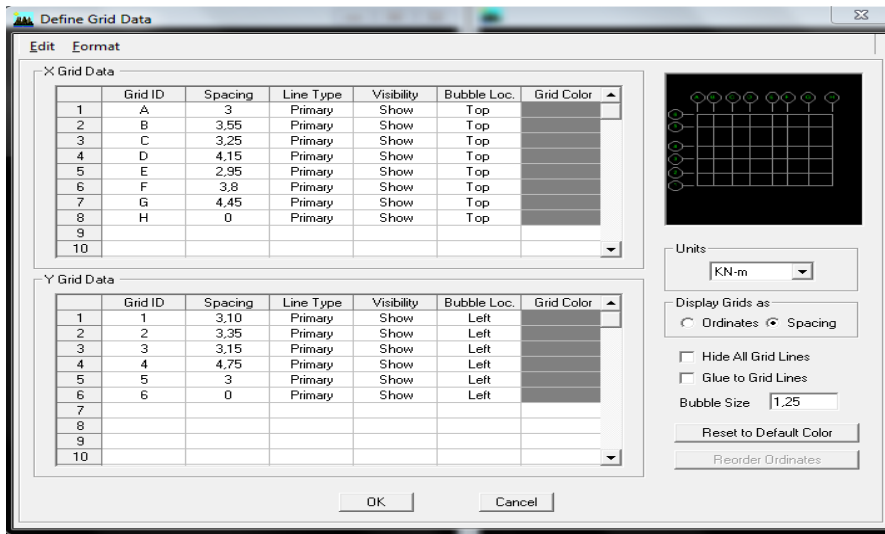 Define Grid Data
Edit Format
X Grid Data
Grid ID Spacing Line Type Visibility Bubble Loc. Grid Color
1 A 3 Primary Show Top
2 B 3,55 Primary Show Top
3 C 3,25 Primary Show Top
4 D 4,15 Primary Show Top
5 E 2,95 Primary Show Top
6 F 3,8 Primary Show Top
7 G 4,45 Primary Show Top
8 H 0 Primary Show Top
9
10
Y Grid Data
Grid ID Spacing Line Type Visibility Bubble Loc. Grid Color
1 1 3,10 Primary Show Left
2 2 3,35 Primary Show Left
3 3 3,15 Primary Show Left
4 4 4,75 Primary Show Left
5 5 3 Primary Show Left
6 6 0 Primary Show Left
7
8
9
10
Units
KN-m
Display Grids as
Ordinates Spacing
Hide All Grid Lines
Glue to Grid Lines
Bubble Size 1,25
Reset to Default Color
Reorder Ordinates
OK Cancel